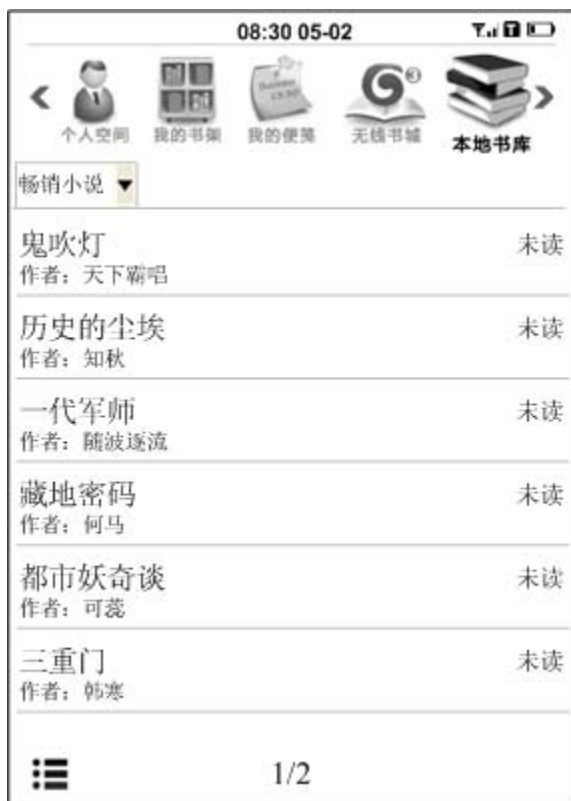 08:30 05-02
个人空间 我的书架 我的便笺 无线书城 本地书库
畅销小说
鬼吹灯 未读
作者：天下霸唱
历史的尘埃 未读
作者：知秋
一代军师 未读
作者：随波逐流
藏地密码 未读
作者：何马
都市妖奇谈 未读
作者：可蕊
三重门 未读
作者：韩寒
1/2